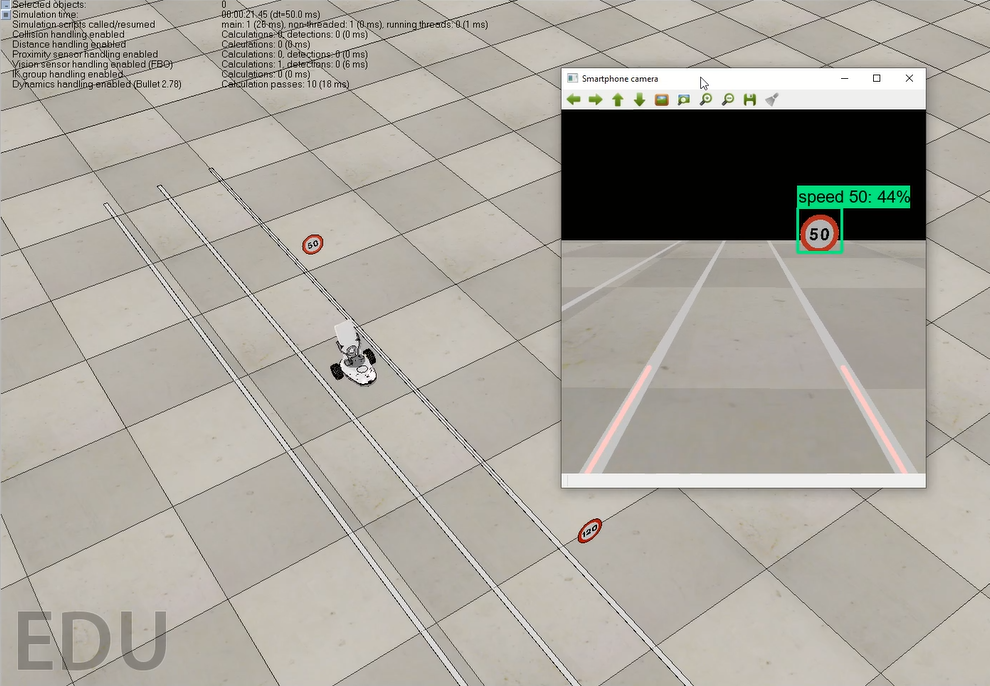 Selected objects: 0
Simulation time: 00:00:21.45 (dt=50.0 ms)
Simulation scripts called/resumed main: 1 (26 ms), non-threaded: 1 (0 ms), running threads: 0 (1 ms)
Collision handling enabled Calculations: 0, detections: 0 (0 ms)
Distance handling enabled Calculations: 0 (0 ms)
Proximity sensor handling enabled Calculations: 0, detections: 0 (0 ms)
Vision sensor handling enabled (FBO) Calculations: 1, detections: 0 (6 ms)
IK group handling enabled Calculations: 0 (0 ms)
Dynamics handling enabled (Bullet 2.78) Calculation passes: 10 (18 ms)
Smartphone camera
speed 50: 44%
50
50
120
EDU